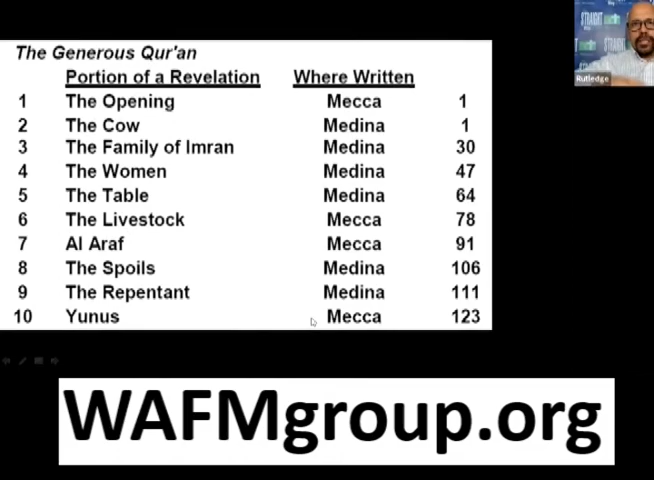 The Generous Qur'an
Portion of a Revelation Where Written
1 The Opening Mecca 1
2 The Cow Medina 1
3 The Family of Imran Medina 30
4 The Women Medina 47
5 The Table Medina 64
6 The Livestock Mecca 78
7 Al Araf Mecca 91
8 The Spoils Medina 106
9 The Repentant Medina 111
10 Yunus Mecca 123
WAFMgroup.org
STRAIGHT
Rutledge